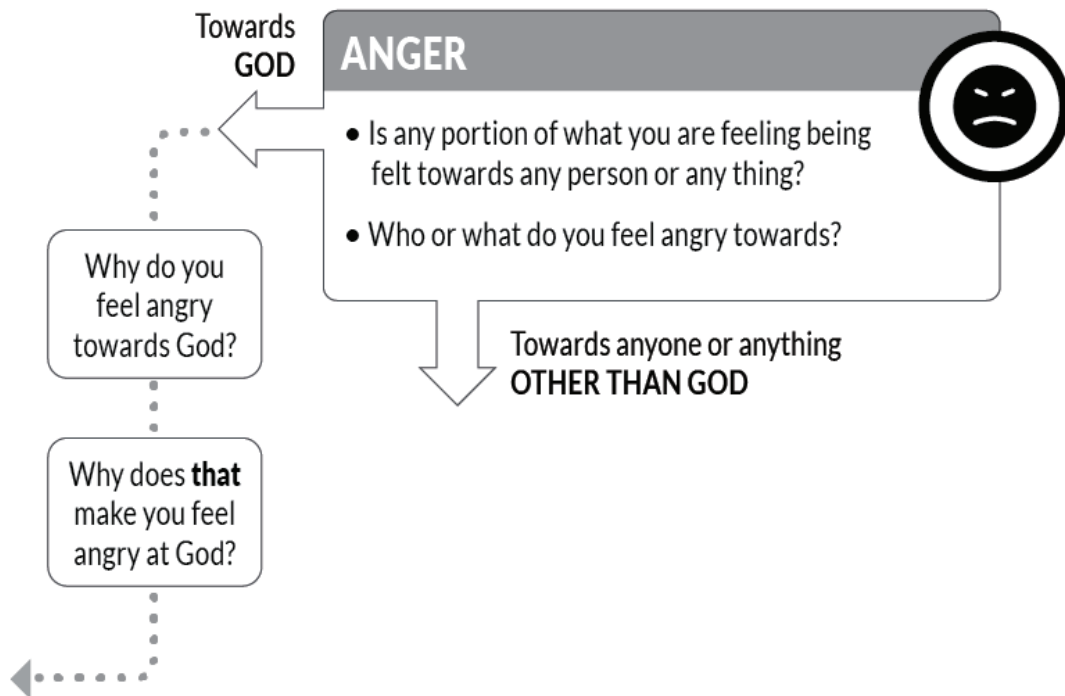 Towards
GOD
ANGER
• Is any portion of what you are feeling being
felt towards any person or any thing?
• Who or what do you feel angry towards?
Why do you
feel angry
towards God?
Why does that
make you feel
angry at God?
Towards anyone or anything
OTHER THAN GOD